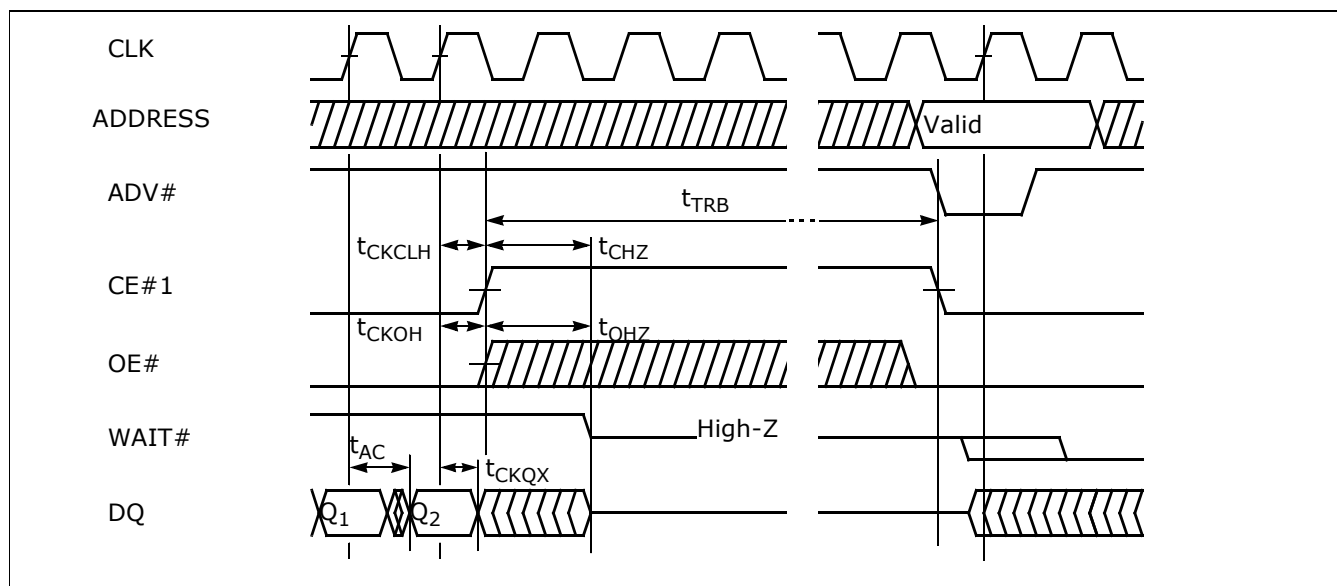 CLK
ADDRESS
Valid
ADV#
tTRB
tCKCLH
tCHZ
CE#1
tCKOH
tOHZ
OE#
WAIT#
High-Z
tAC
tCKQX
DQ
Q1
Q2